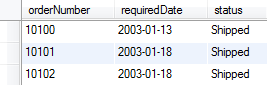 orderNumber requiredDate status
10100 2003-01-13 Shipped
10101 2003-01-18 Shipped
10102 2003-01-18 Shipped